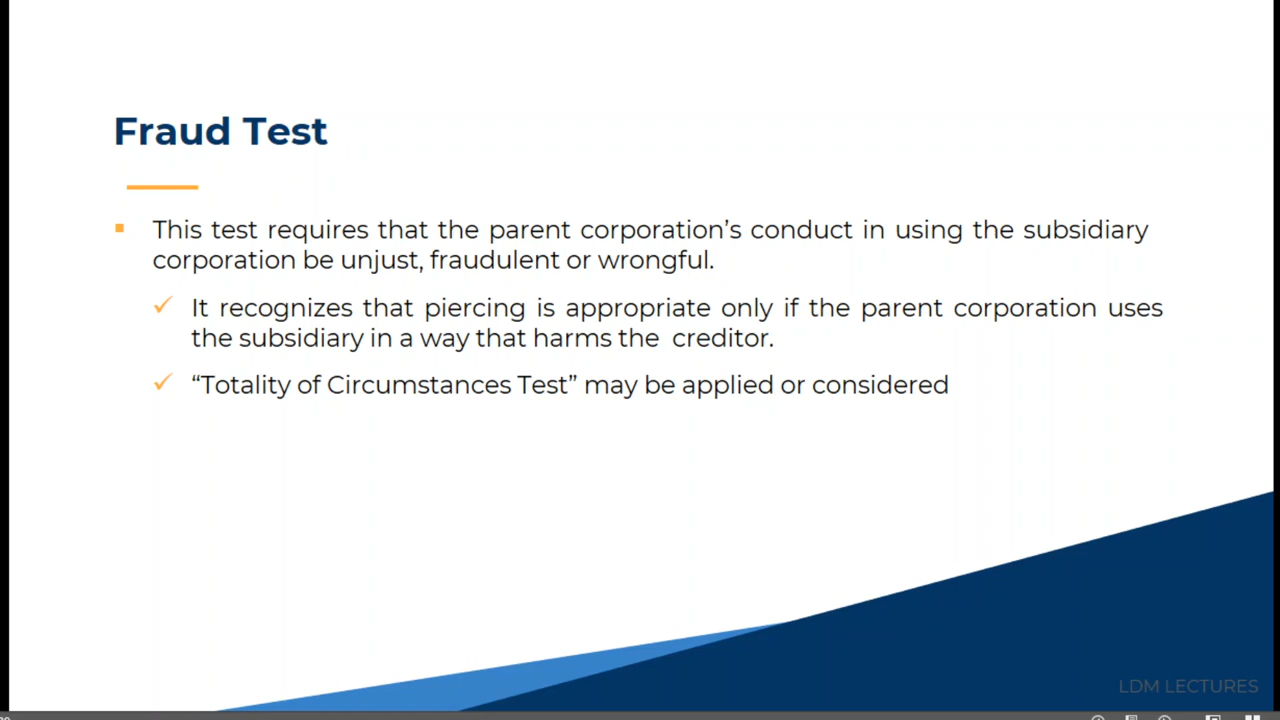 Fraud Test
This test requires that the parent corporation’s conduct in using the subsidiary
corporation be unjust, fraudulent or wrongful.
It recognizes that piercing is appropriate only if the parent corporation uses
the subsidiary in a way that harms the creditor.
“Totality of Circumstances Test” may be applied or considered
LDM LECTURES